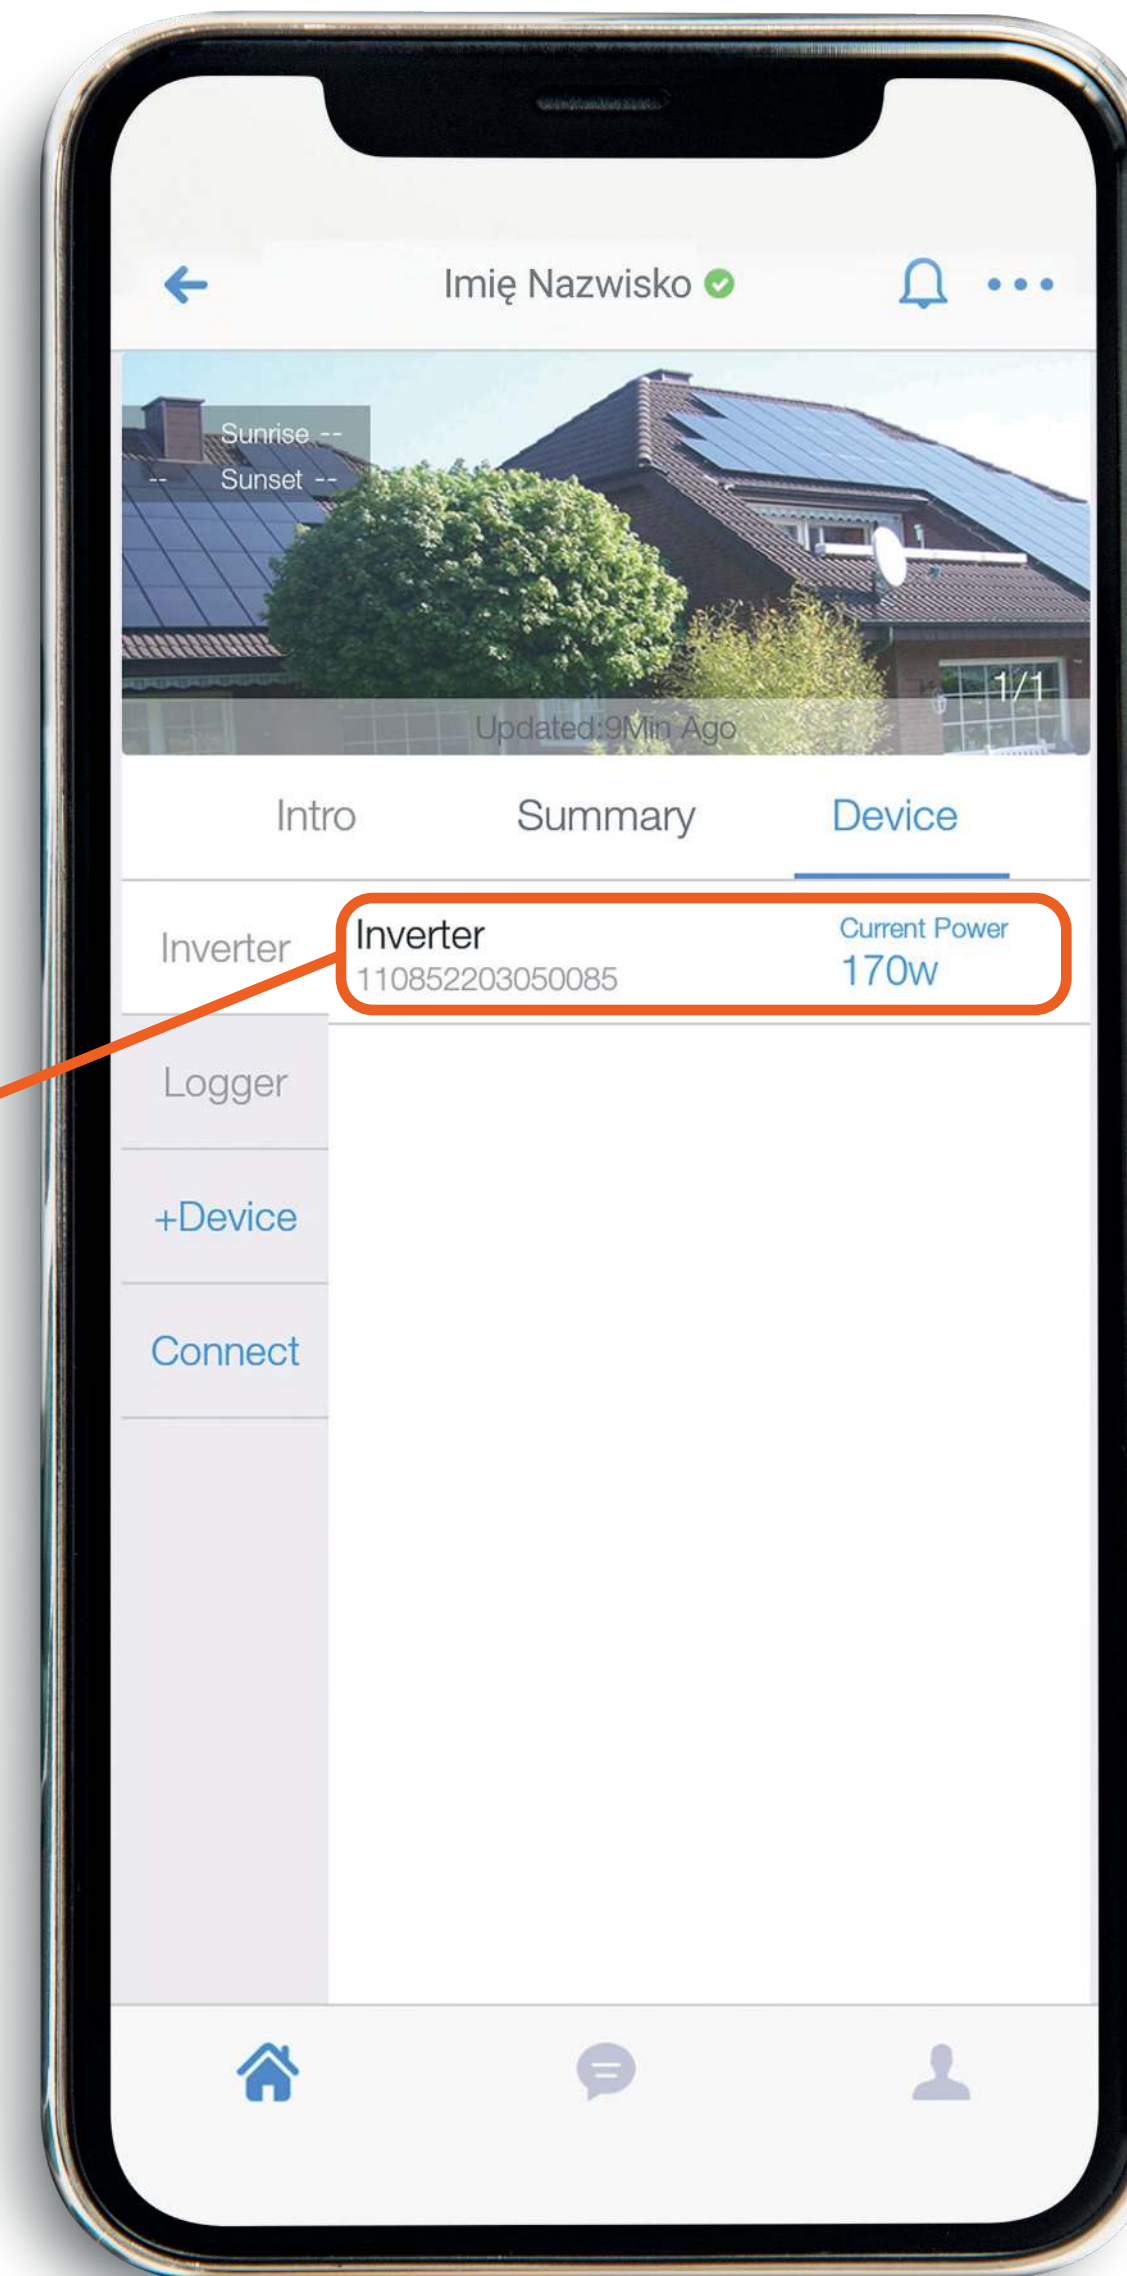 Imię Nazwisko
Sunrise --
-- Sunset --
1/1
Updated:9Min Ago
Intro Summary Device
Inverter
Inverter
110852203050085
Current Power
170w
Logger
+Device
Connect